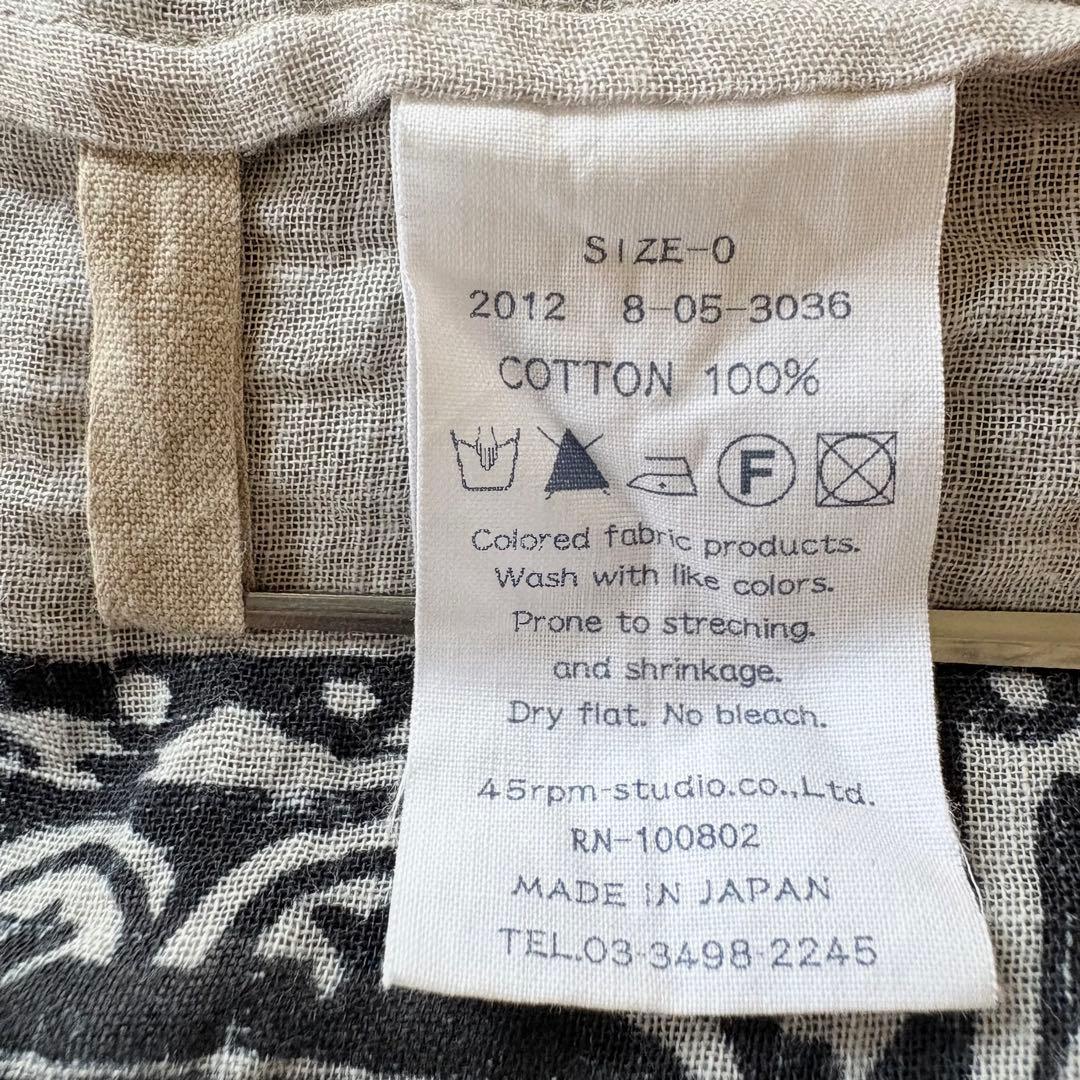 SIZE-0
2012 8-05-3036
COTTON 100%
F
Colored fabric products.
Wash with like colors.
Prone to streching.
and shrinkage.
Dry flat. No bleach.
45rpm-studio.co.,Ltd.
RN-100802
MADE IN JAPAN
TEL.03-3498-2245